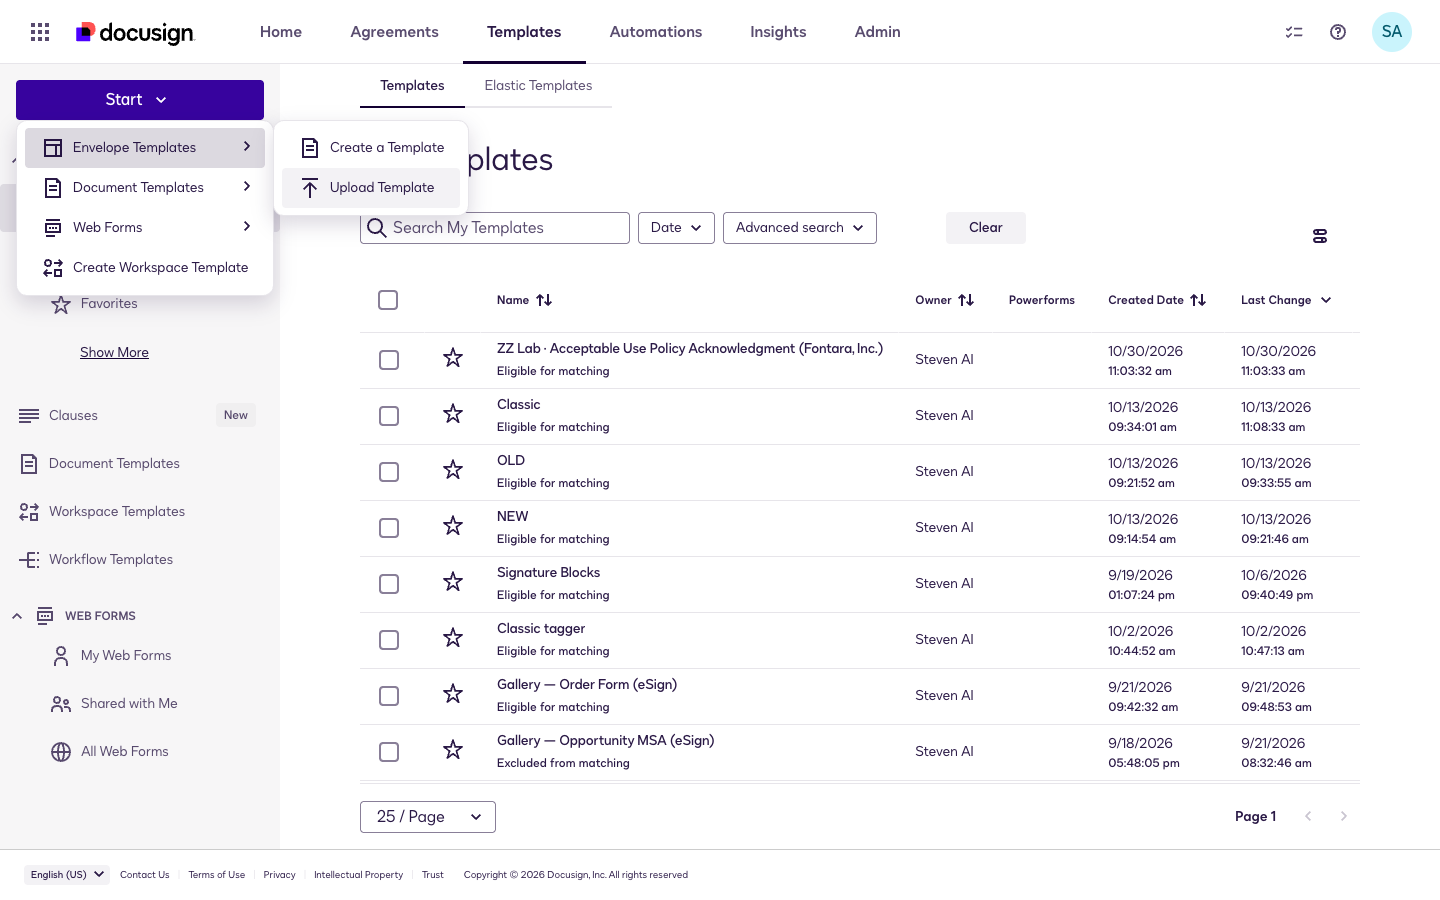 docusign
Home
Agreements
Templates
Automations
Insights
Admin
SA
Start
Templates
Elastic Templates
Envelope Templates
Document Templates
Web Forms
Create Workspace Template
Create a Template
Upload Template
plates
Search My Templates
Date
Advanced search
Clear
Favorites
Show More
Clauses
New
Document Templates
Workspace Templates
Workflow Templates
WEB FORMS
My Web Forms
Shared with Me
All Web Forms
Name Owner Powerforms Created Date Last Change
ZZ Lab · Acceptable Use Policy Acknowledgment (Fontara, Inc.)
Eligible for matching
Steven Al
10/30/2026
11:03:32 am
10/30/2026
11:03:33 am
Classic
Eligible for matching
Steven Al
10/13/2026
09:34:01 am
10/13/2026
11:08:33 am
OLD
Eligible for matching
Steven Al
10/13/2026
09:21:52 am
10/13/2026
09:33:55 am
NEW
Eligible for matching
Steven Al
10/13/2026
09:14:54 am
10/13/2026
09:21:46 am
Signature Blocks
Eligible for matching
Steven Al
9/19/2026
01:07:24 pm
10/6/2026
09:40:49 pm
Classic tagger
Eligible for matching
Steven Al
10/2/2026
10:44:52 am
10/2/2026
10:47:13 am
Gallery — Order Form (eSign)
Eligible for matching
Steven Al
9/21/2026
09:42:32 am
9/21/2026
09:48:53 am
Gallery — Opportunity MSA (eSign)
Excluded from matching
Steven Al
9/18/2026
05:48:05 pm
9/21/2026
08:32:46 am
25 / Page
Page 1
English (US)
Contact Us
Terms of Use
Privacy
Intellectual Property
Trust
Copyright © 2026 Docusign, Inc. All rights reserved